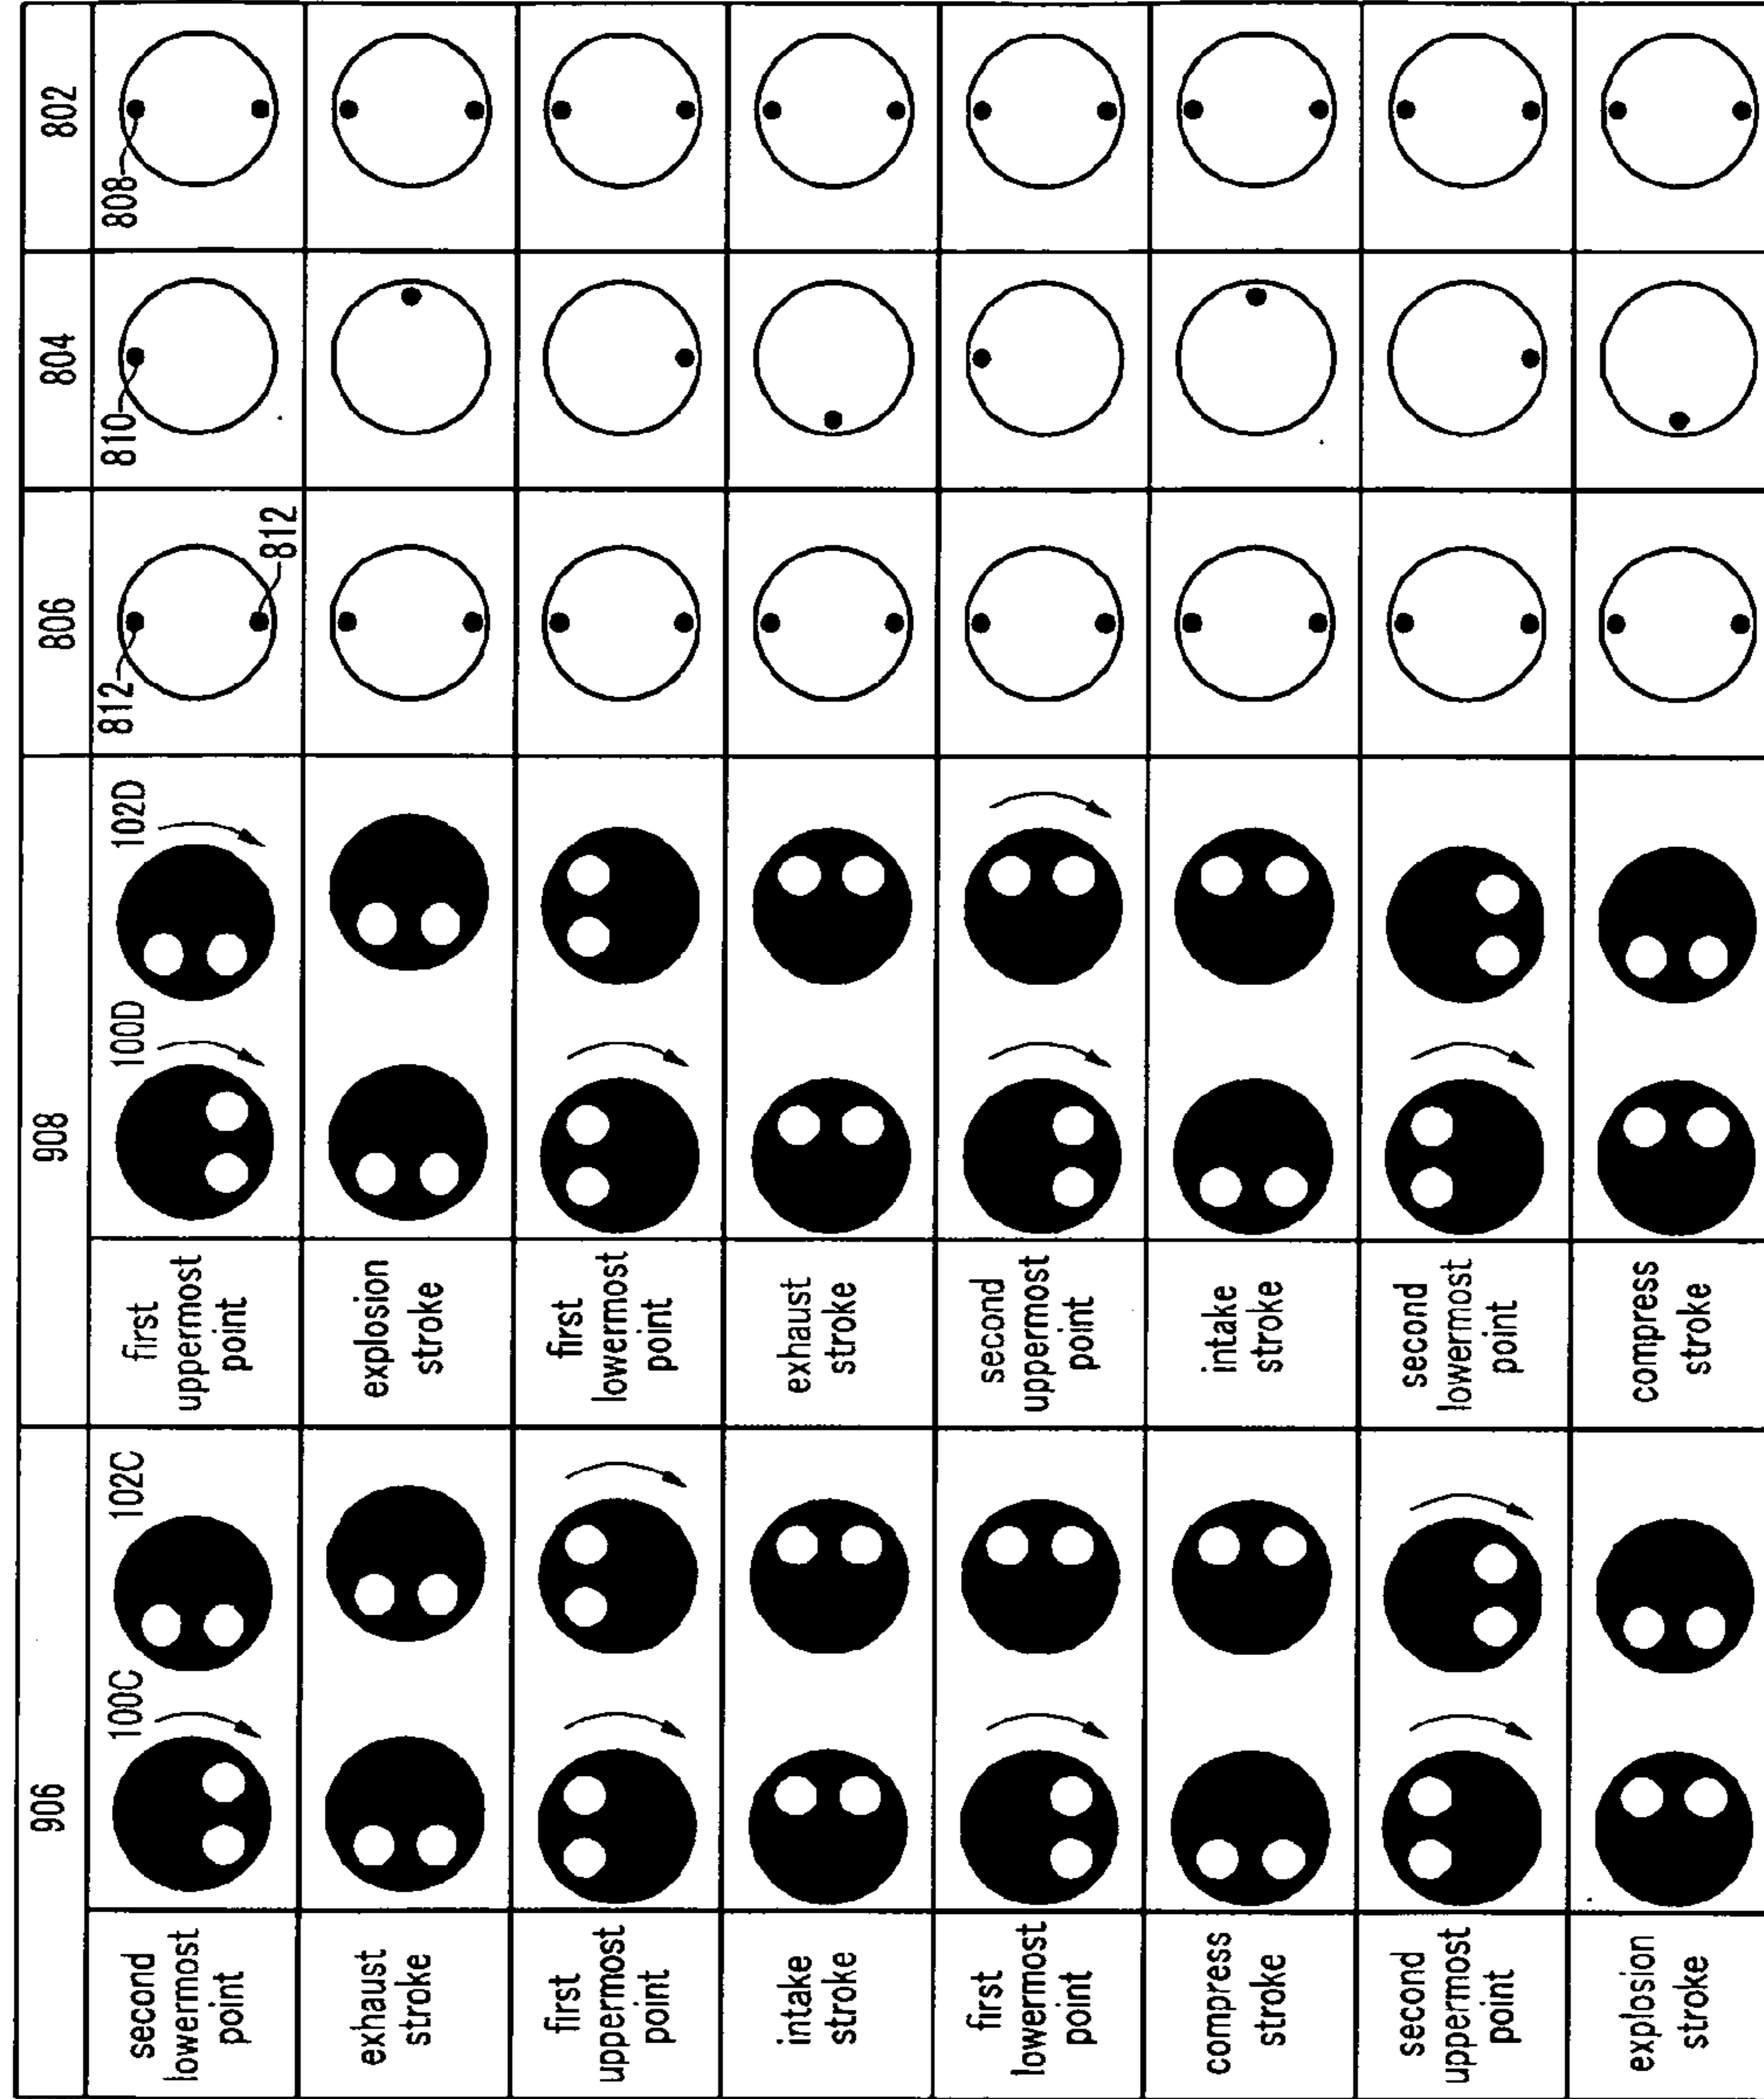 906
908
806
804
802
second
lowermost
point
100C
102C
first
uppermost
point
100D
102D
812
812
810
808
exhaust
stroke
explosion
stroke
first
uppermost
point
first
lowermost
point
intake
stroke
exhaust
stroke
first
lowermost
point
second
uppermost
point
compress
stroke
intake
stroke
second
uppermost
point
second
lowermost
point
explosion
stroke
compress
stroke